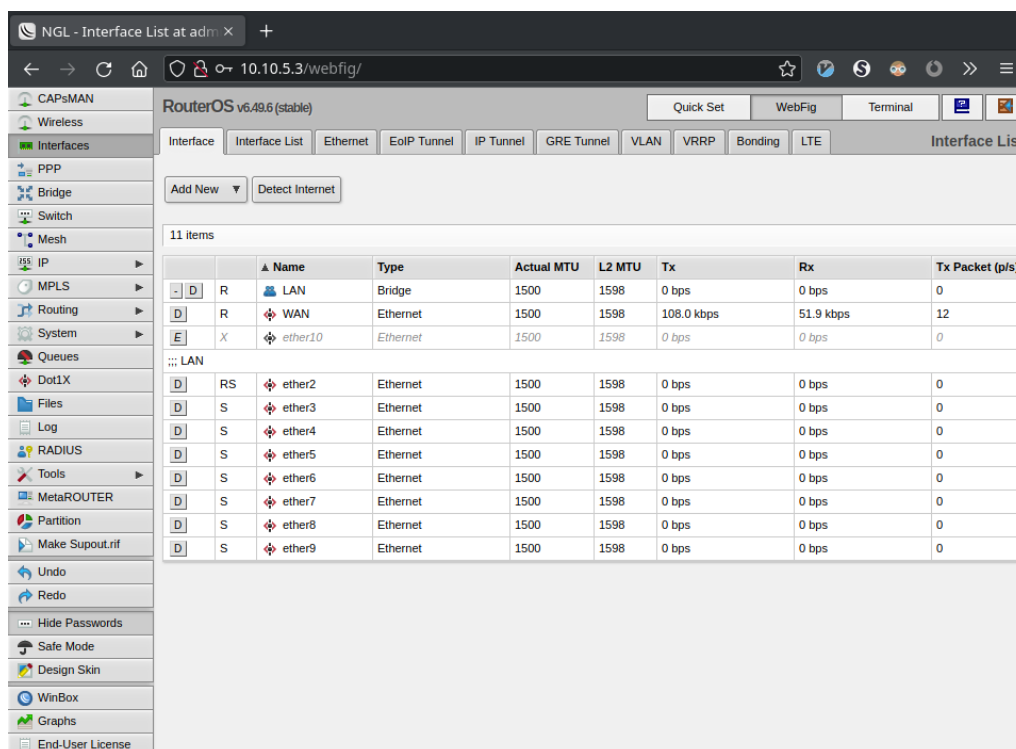 NGL - Interface List at adm
10.10.5.3/webfig/
CAPsMAN
Wireless
Interfaces
PPP
Bridge
Switch
Mesh
255 IP
MPLS
Routing
System
Queues
Dot1X
Files
Log
RADIUS
Tools
MetaROUTER
Partition
Make Supout.rif
Undo
Redo
Hide Passwords
Safe Mode
Design Skin
WinBox
Graphs
End-User License
RouterOS v6.49.6 (stable)
Quick Set WebFig Terminal
Interface Interface List Ethernet EoIP Tunnel IP Tunnel GRE Tunnel VLAN VRRP Bonding LTE Interface Lis
Add New ▼ Detect Internet
11 items
▲ Name Type Actual MTU L2 MTU Tx Rx Tx Packet (p/s)
- D R LAN Bridge 1500 1598 0 bps 0 bps 0
D R WAN Ethernet 1500 1598 108.0 kbps 51.9 kbps 12
E X ether10 Ethernet 1500 1598 0 bps 0 bps 0
;;; LAN
D RS ether2 Ethernet 1500 1598 0 bps 0 bps 0
D S ether3 Ethernet 1500 1598 0 bps 0 bps 0
D S ether4 Ethernet 1500 1598 0 bps 0 bps 0
D S ether5 Ethernet 1500 1598 0 bps 0 bps 0
D S ether6 Ethernet 1500 1598 0 bps 0 bps 0
D S ether7 Ethernet 1500 1598 0 bps 0 bps 0
D S ether8 Ethernet 1500 1598 0 bps 0 bps 0
D S ether9 Ethernet 1500 1598 0 bps 0 bps 0